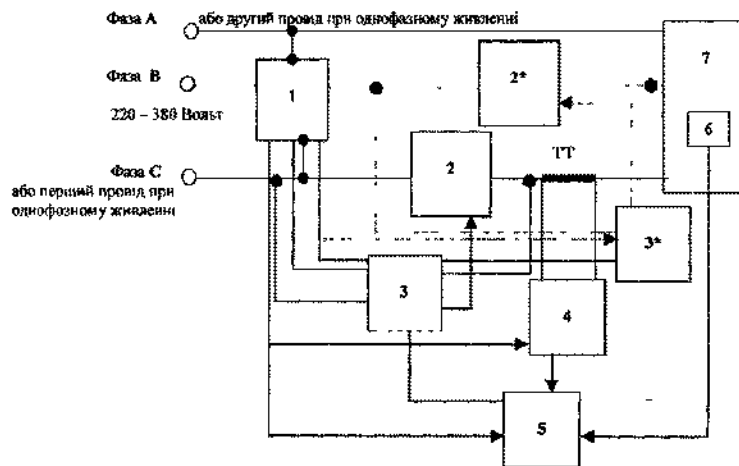 Фаза А або другий провід при однофазному живленні
Фаза В
220 – 380 Вольт
Фаза С
або перший провід при
однофозному живленні
1
2*
7
6
2
ТТ
3*
3
4
5